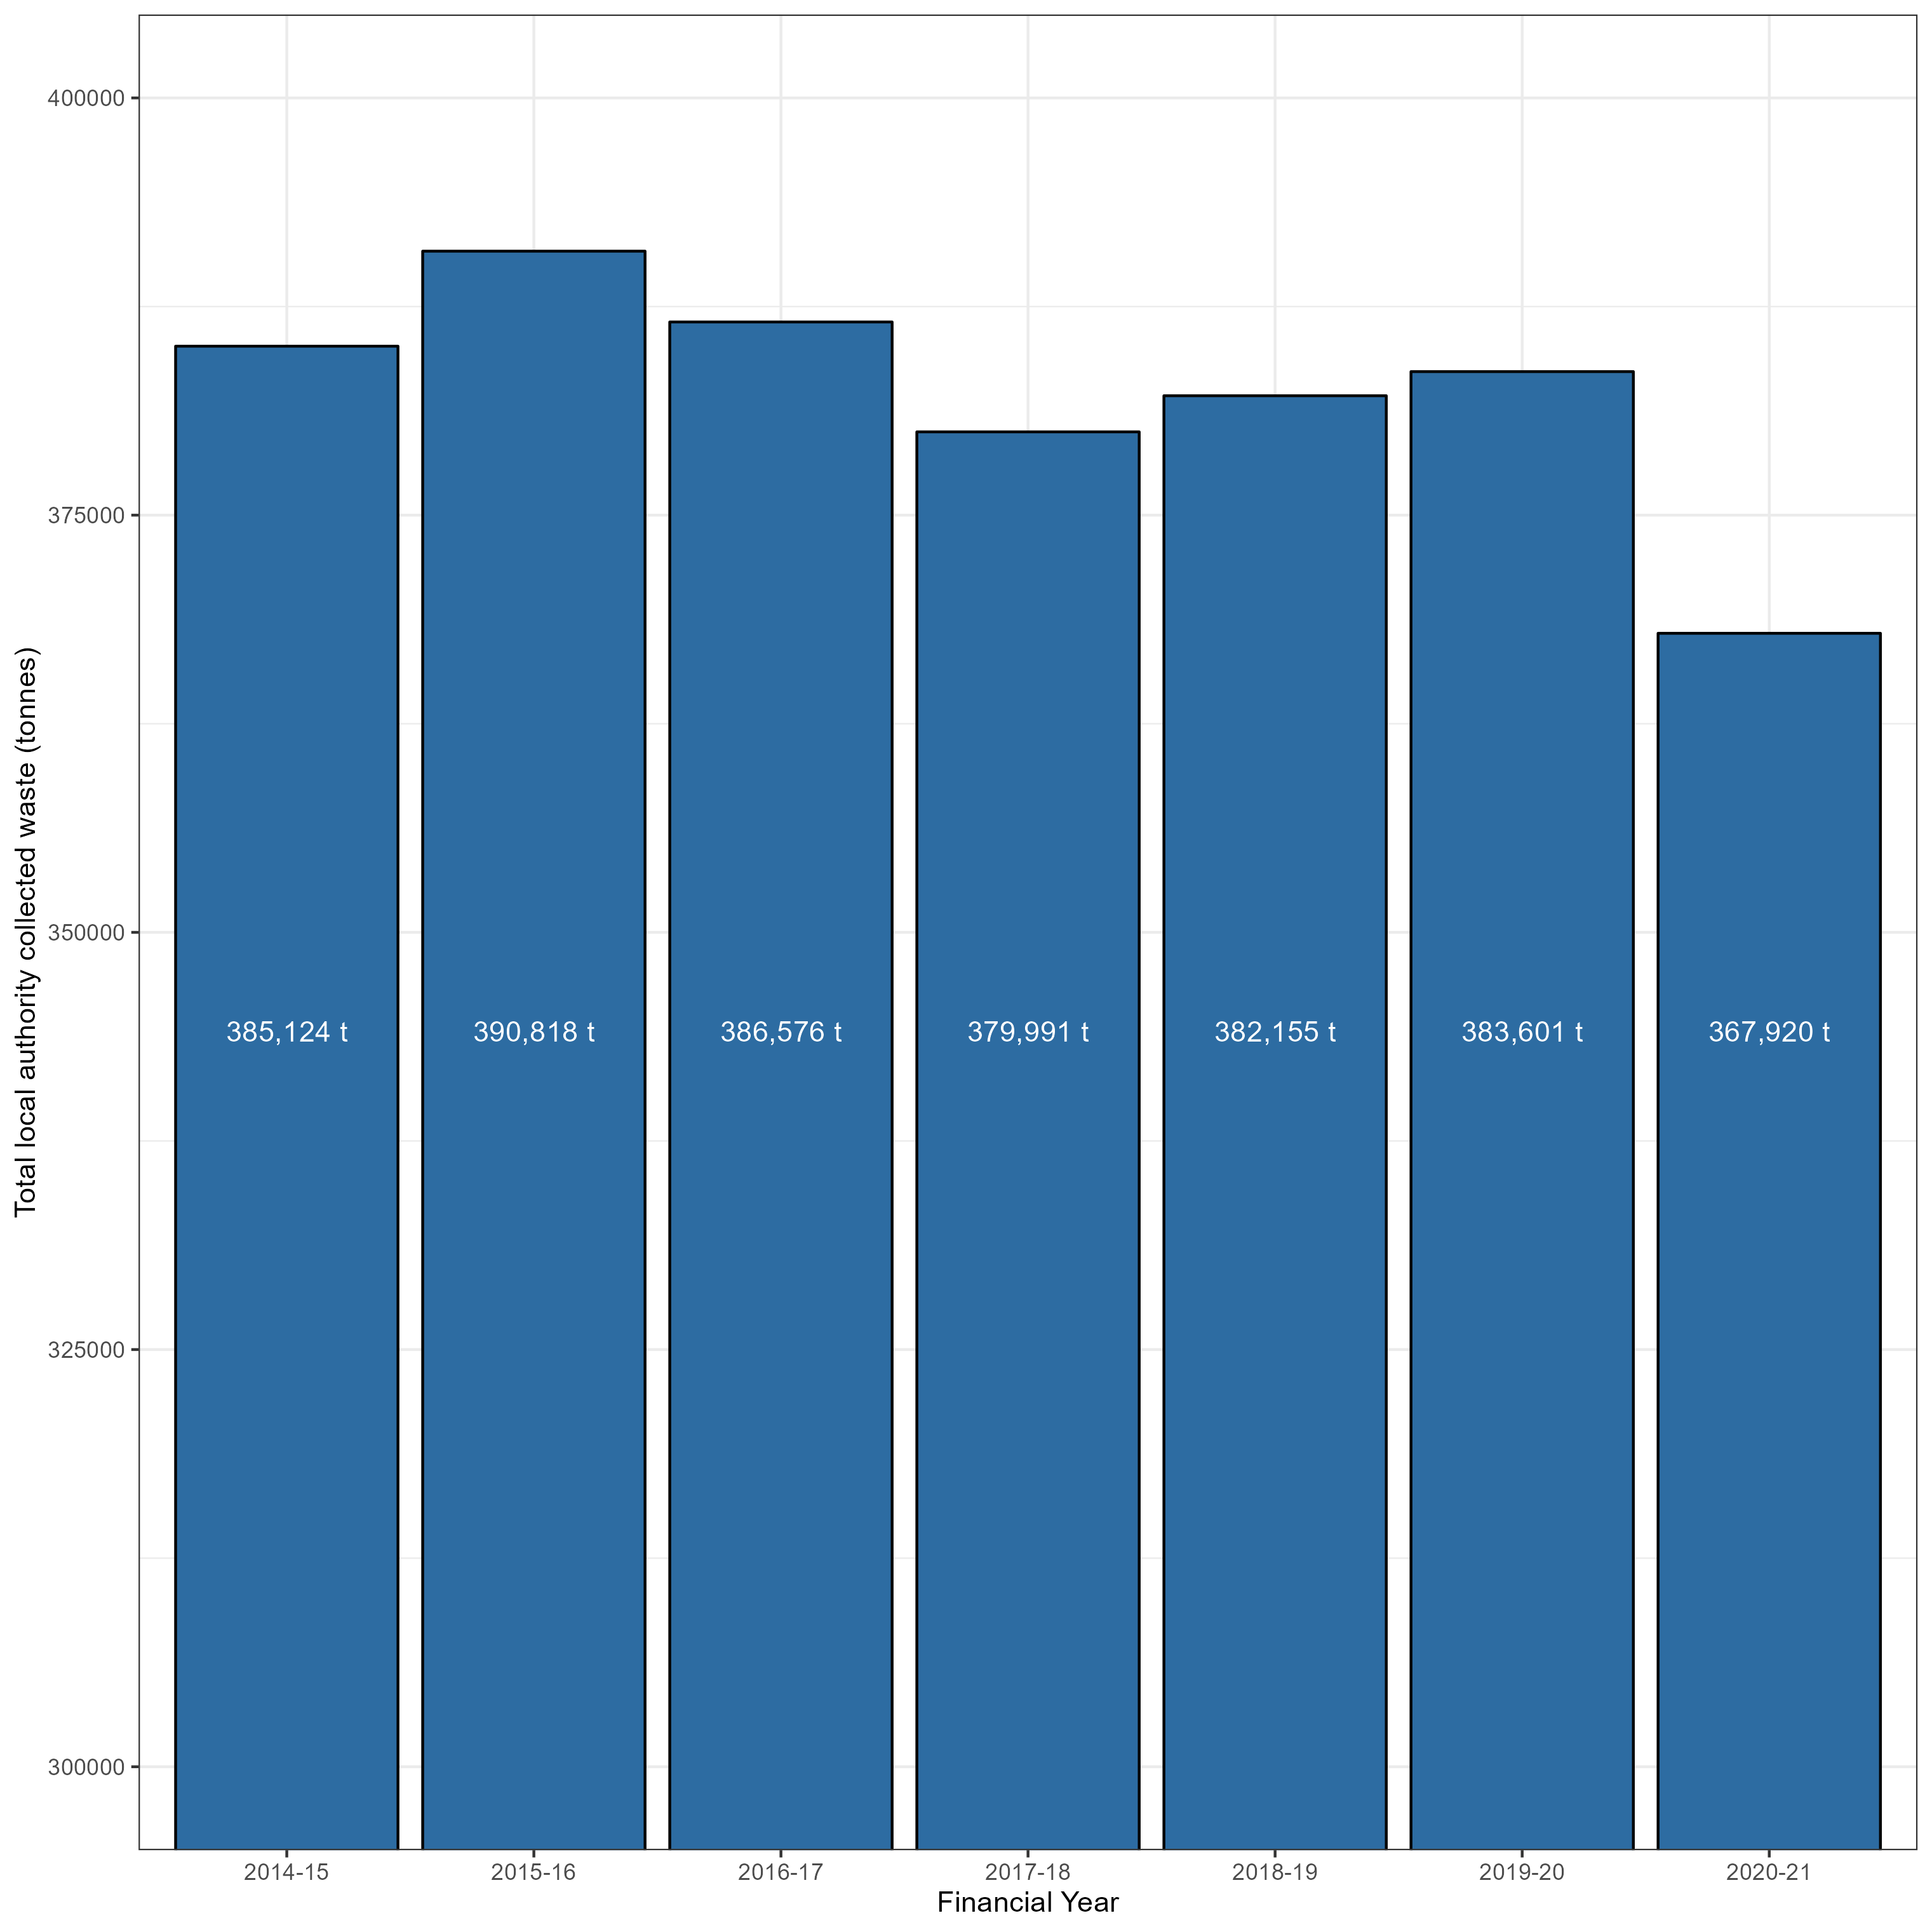 Total local authority collected waste (tonnes)
400000
375000
350000
325000
300000
385,124 t
390,818 t
386,576 t
379,991 t
382,155 t
383,601 t
367,920 t
2014-15
2015-16
2016-17
2017-18
2018-19
2019-20
2020-21
Financial Year